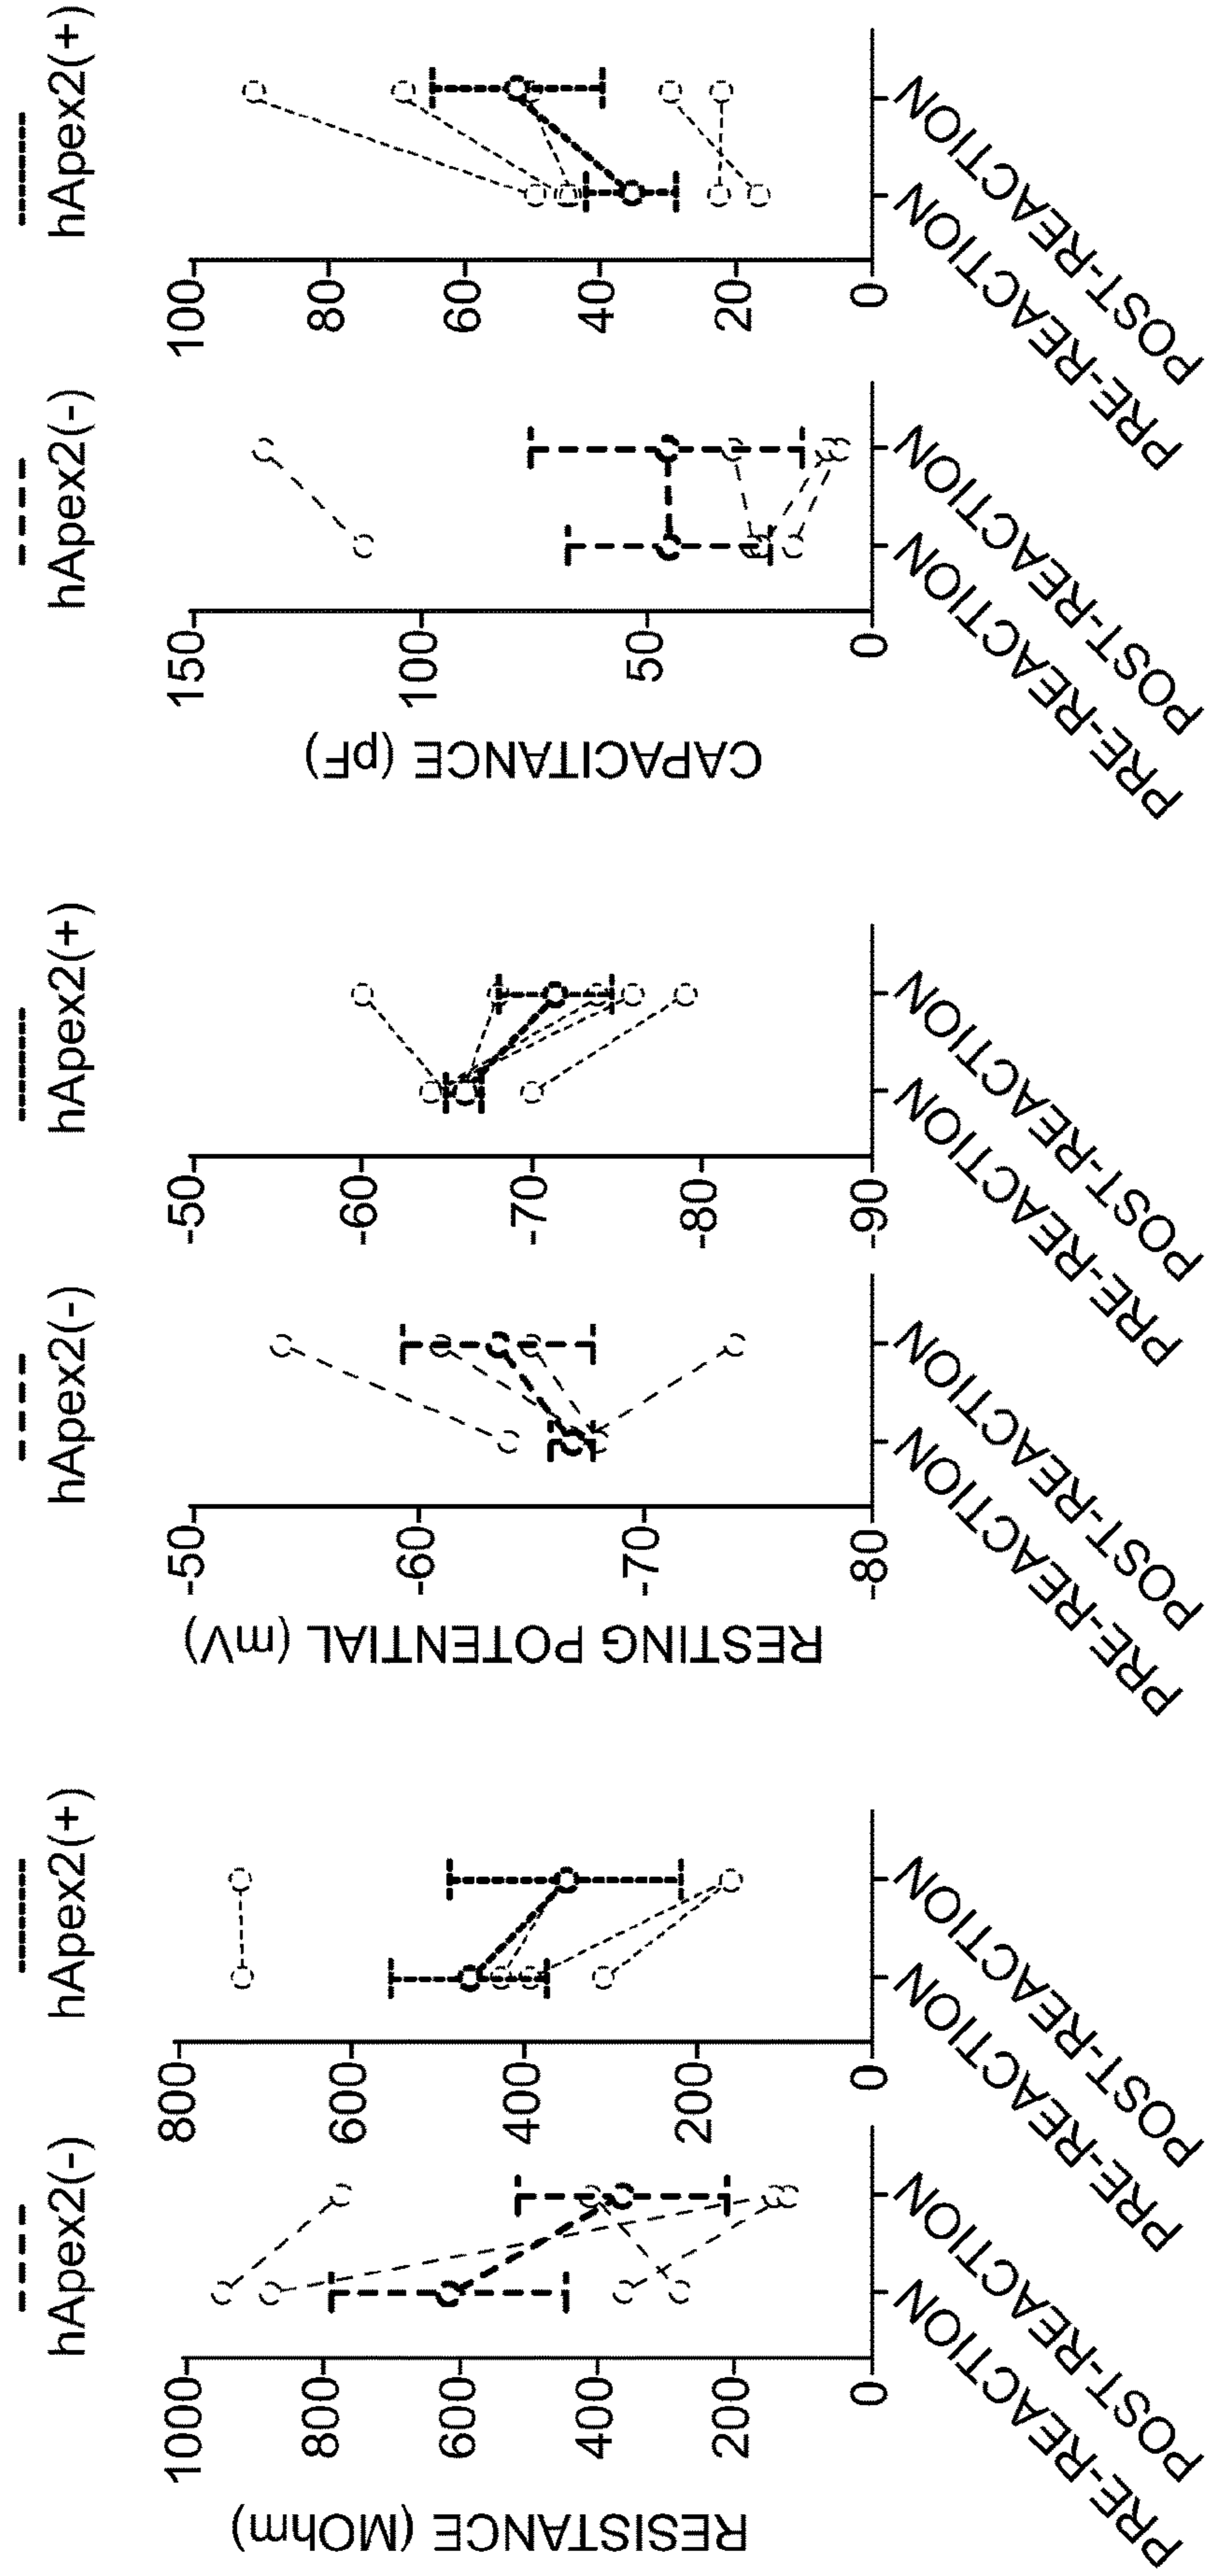 hApex2(-)
RESISTANCE (MOhm)
1000
800
600
400
200
0
PRE-REACTION
POST-REACTION
hApex2(+)
800
600
400
200
0
PRE-REACTION
POST-REACTION
hApex2(-)
RESTING POTENTIAL (mV)
-50
-60
-70
-80
PRE-REACTION
POST-REACTION
hApex2(+)
-50
-60
-70
-80
-90
PRE-REACTION
POST-REACTION
hApex2(-)
CAPACITANCE (pF)
150
100
50
0
PRE-REACTION
POST-REACTION
hApex2(+)
100
80
60
40
20
0
PRE-REACTION
POST-REACTION